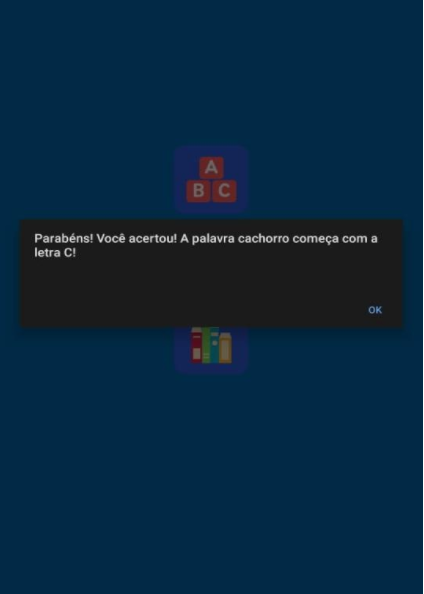 A
B C
Parabéns! Você acertou! A palavra cachorro começa com a
letra C!
OK